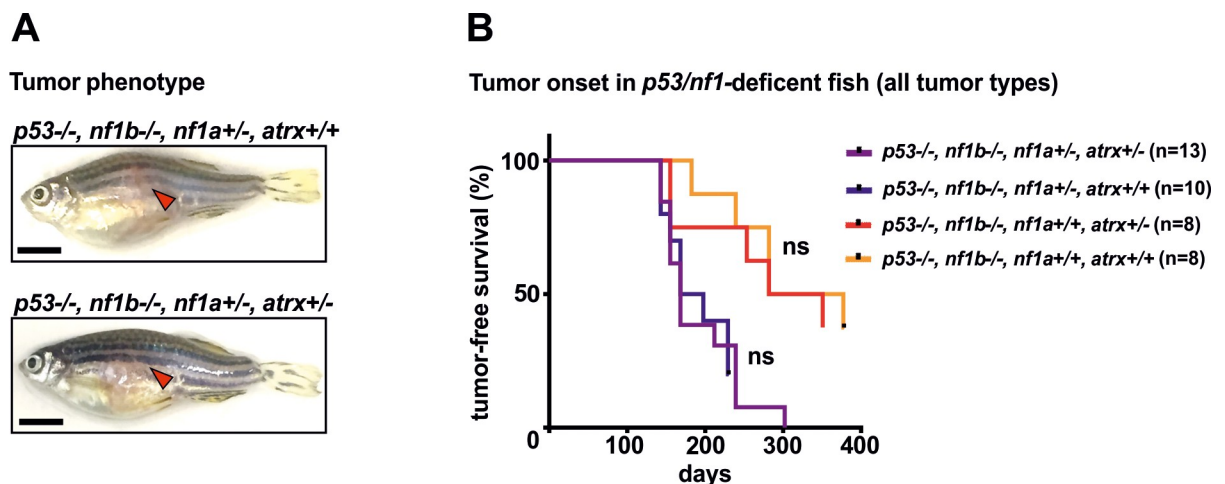 A
Tumor phenotype
p53-/-, nf1b-/-, nf1a+/-, atrx+/+
p53-/-, nf1b-/-, nf1a+/-, atrx+/-
B
Tumor onset in p53/nf1-deficent fish (all tumor types)
tumor-free survival (%)
100
50
0
100 200 300 400
days
ns
ns
p53-/-, nf1b-/-, nf1a+/-, atrx+/- (n=13)
p53-/-, nf1b-/-, nf1a+/-, atrx+/+ (n=10)
p53-/-, nf1b-/-, nf1a+/+, atrx+/- (n=8)
p53-/-, nf1b-/-, nf1a+/+, atrx+/+ (n=8)